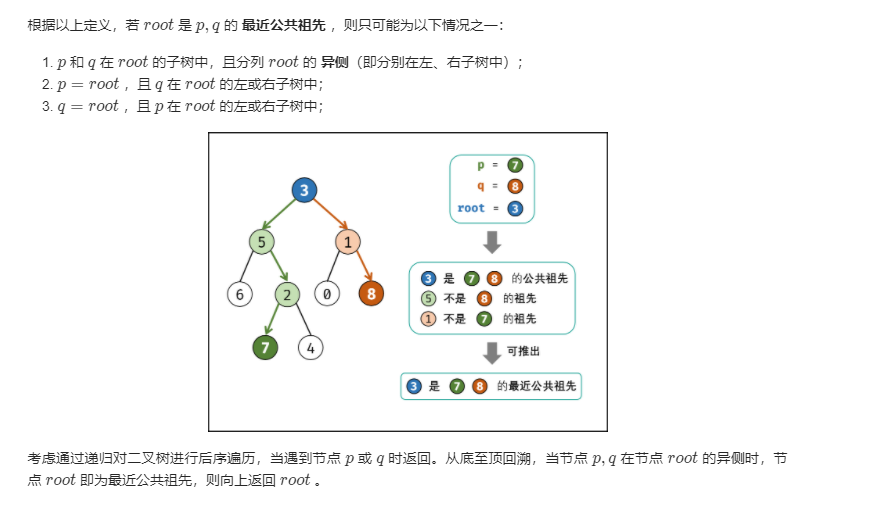 根据以上定义，若 root 是 p, q 的 最近公共祖先 ，则只可能为以下情况之一：
1. p 和 q 在 root 的子树中，且分列 root 的 异侧（即分别在左、右子树中）；
2. p = root ，且 q 在 root 的左或右子树中；
3. q = root ，且 p 在 root 的左或右子树中；
3
5
1
6
2
0
8
7
4
p = 7
q = 8
root = 3
3 是 7 8 的公共祖先
5 不是 8 的祖先
1 不是 7 的祖先
可推出
3 是 7 8 的最近公共祖先
考虑通过递归对二叉树进行后序遍历，当遇到节点 p 或 q 时返回。从底至顶回溯，当节点 p, q 在节点 root 的异侧时，节
点 root 即为最近公共祖先，则向上返回 root 。